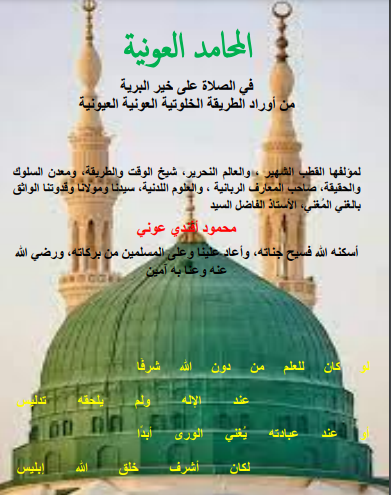 المحامد العونية
في الصلاة على خير البرية
من أوراد الطريقة الخلوتية العونية العيونية
لمؤلفها القطب الشهير ، والعالم النحرير، شيخ الوقت والطريقة، ومعدن السلوك
والحقيقة، صاحب المعارف الربانية ، والعلوم اللدنية، سيدنا ومولانا وقدوتنا الواثق
بالغني المُغني، الأستاذ الفاضل السيد
محمود أفندي عوني
أسكنه الله فسيح جناته، وأعاد علينا وعلى المسلمين من بركاته، ورضي الله
عنه وعنا به آمين
لو كان للعلم من دون الله شرفًا
عند الإله ولم يلحقه تدليس
أو عند عبادته يُغني الورى أبدًا
لكان أشرف خلق الله إبليس